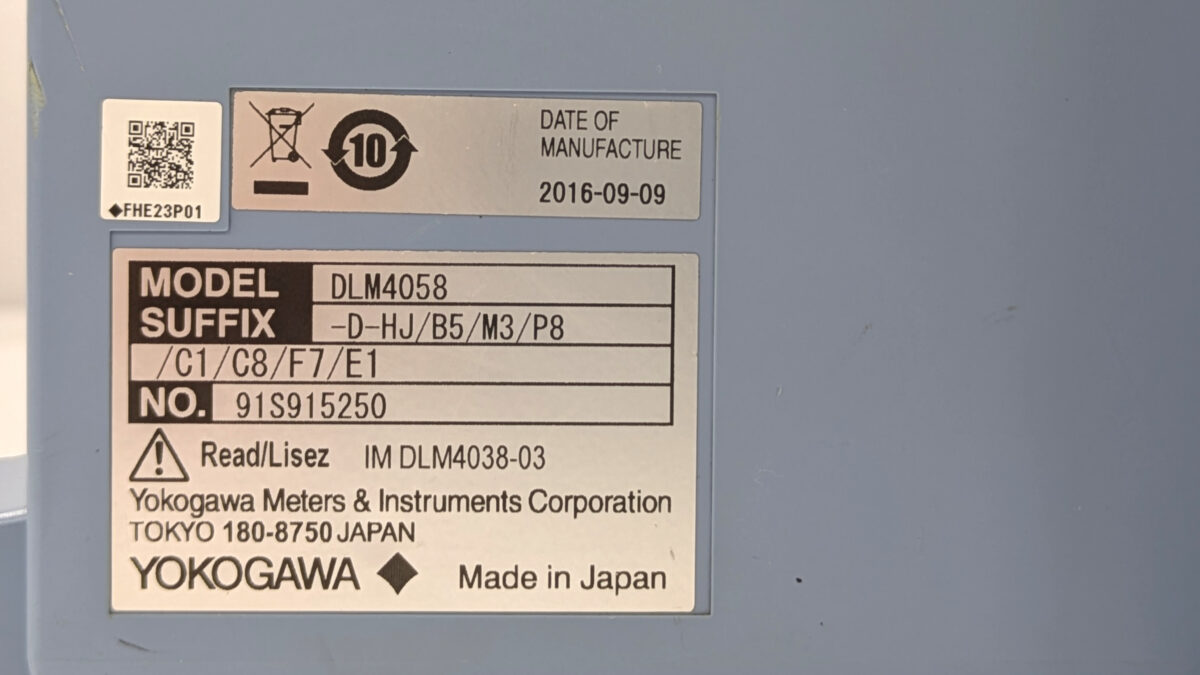 ◆FHE23P01
10
DATE OF
MANUFACTURE
2016-09-09
MODEL DLM4058
SUFFIX -D-HJ/B5/M3/P8
/C1/C8/F7/E1
NO. 91S915250
Read/Lisez IM DLM4038-03
Yokogawa Meters & Instruments Corporation
TOKYO 180-8750 JAPAN
YOKOGAWA ◆ Made in Japan